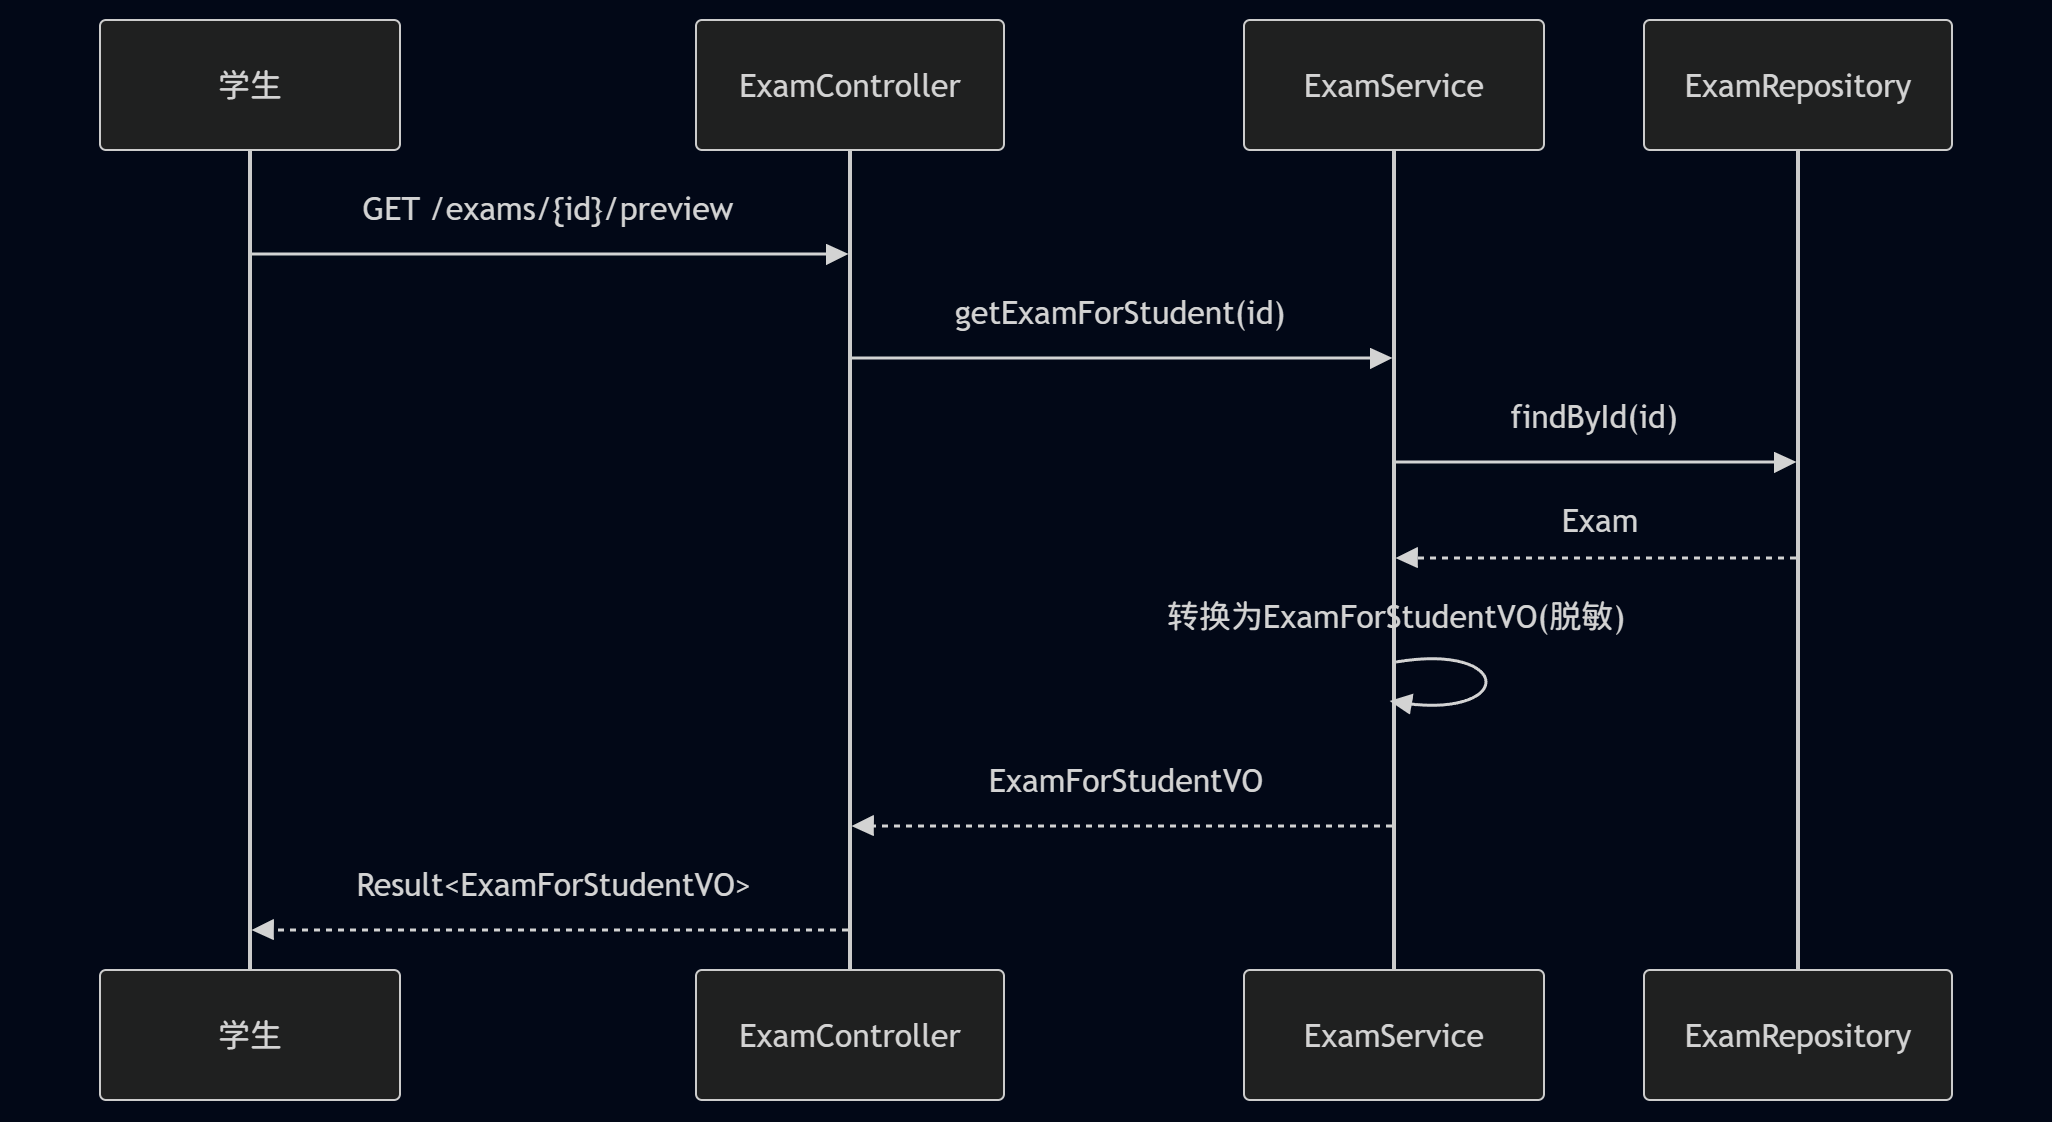 学生
ExamController
ExamService
ExamRepository
GET /exams/{id}/preview
getExamForStudent(id)
findById(id)
Exam
转换为ExamForStudentVO(脱敏)
ExamForStudentVO
Result<ExamForStudentVO>
学生
ExamController
ExamService
ExamRepository